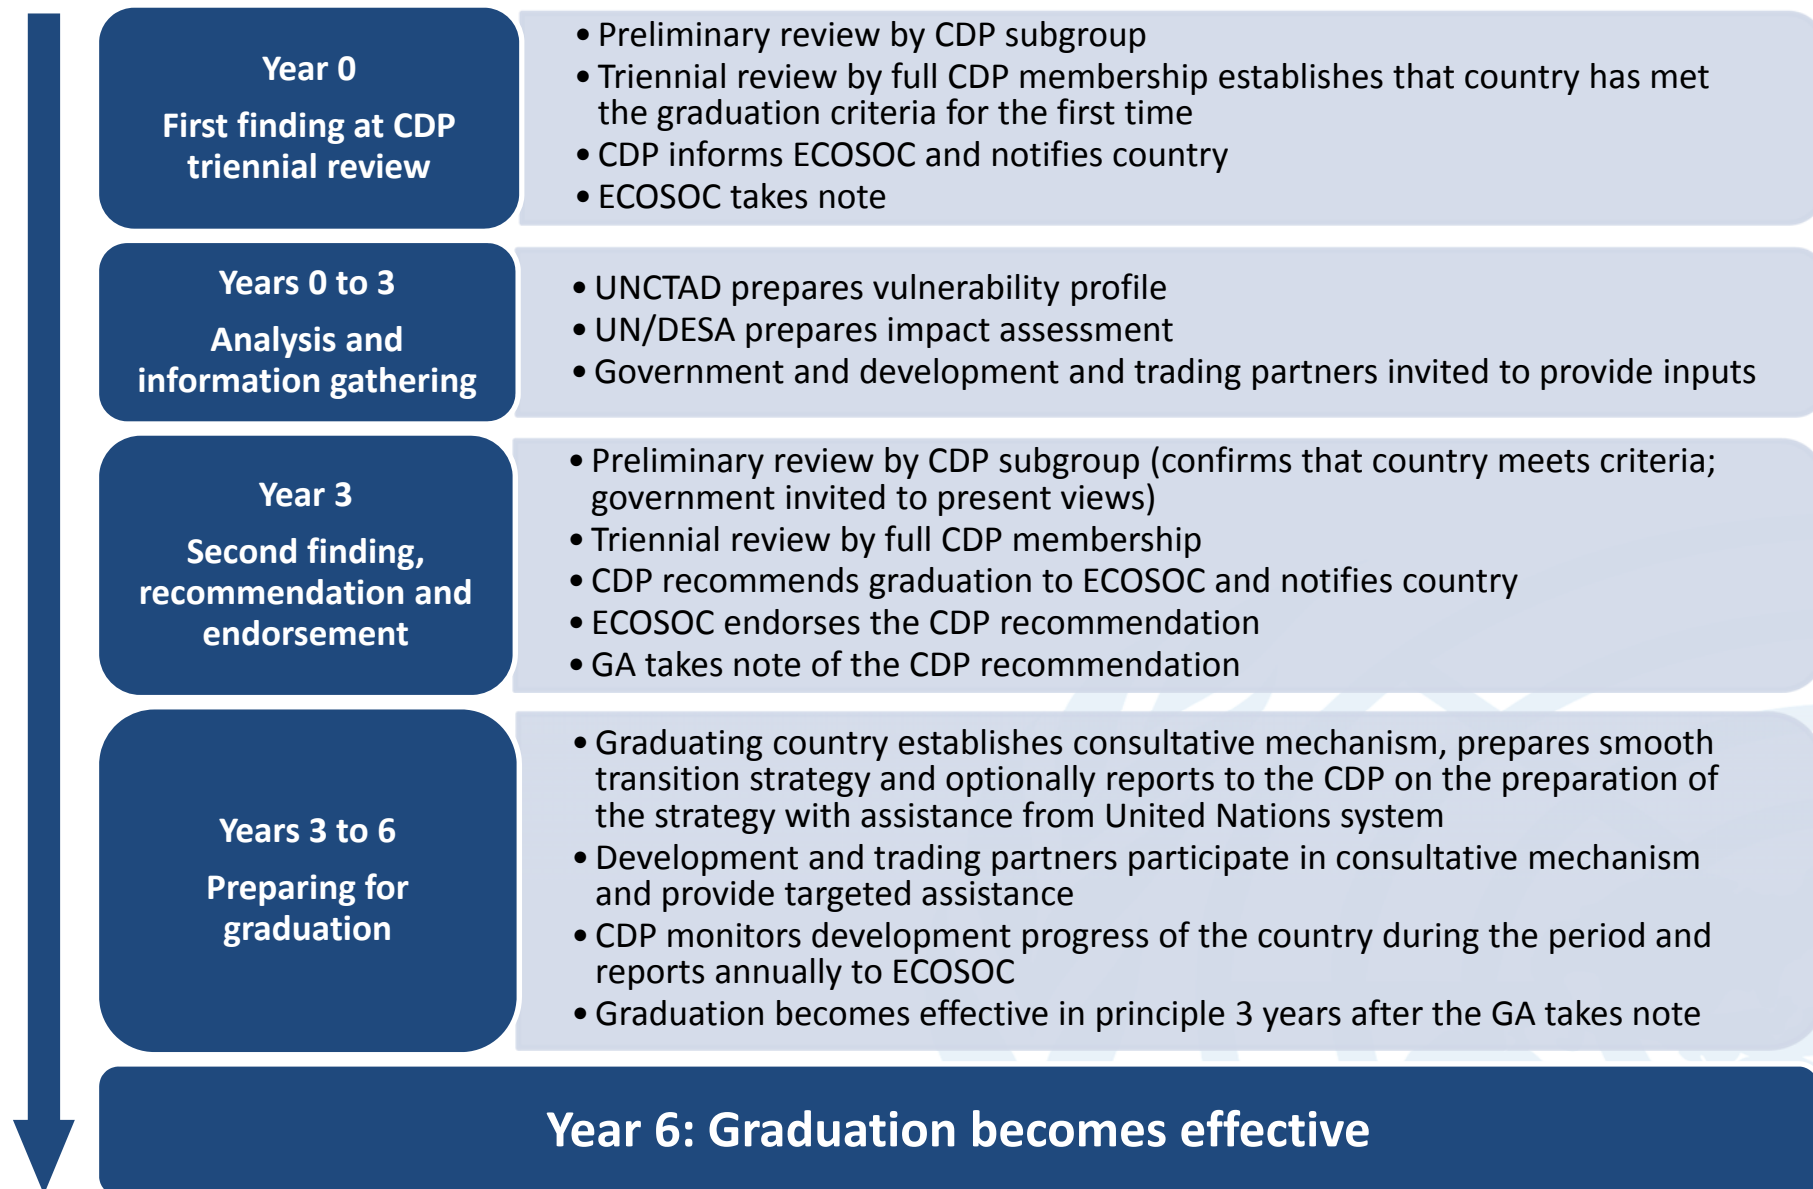 Year 0
First finding at CDP
triennial review
• Preliminary review by CDP subgroup
• Triennial review by full CDP membership establishes that country has met
the graduation criteria for the first time
• CDP informs ECOSOC and notifies country
• ECOSOC takes note
Years 0 to 3
Analysis and
information gathering
• UNCTAD prepares vulnerability profile
• UN/DESA prepares impact assessment
• Government and development and trading partners invited to provide inputs
Year 3
Second finding,
recommendation and
endorsement
• Preliminary review by CDP subgroup (confirms that country meets criteria;
government invited to present views)
• Triennial review by full CDP membership
• CDP recommends graduation to ECOSOC and notifies country
• ECOSOC endorses the CDP recommendation
• GA takes note of the CDP recommendation
Years 3 to 6
Preparing for
graduation
• Graduating country establishes consultative mechanism, prepares smooth
transition strategy and optionally reports to the CDP on the preparation of
the strategy with assistance from United Nations system
• Development and trading partners participate in consultative mechanism
and provide targeted assistance
• CDP monitors development progress of the country during the period and
reports annually to ECOSOC
• Graduation becomes effective in principle 3 years after the GA takes note
Year 6: Graduation becomes effective